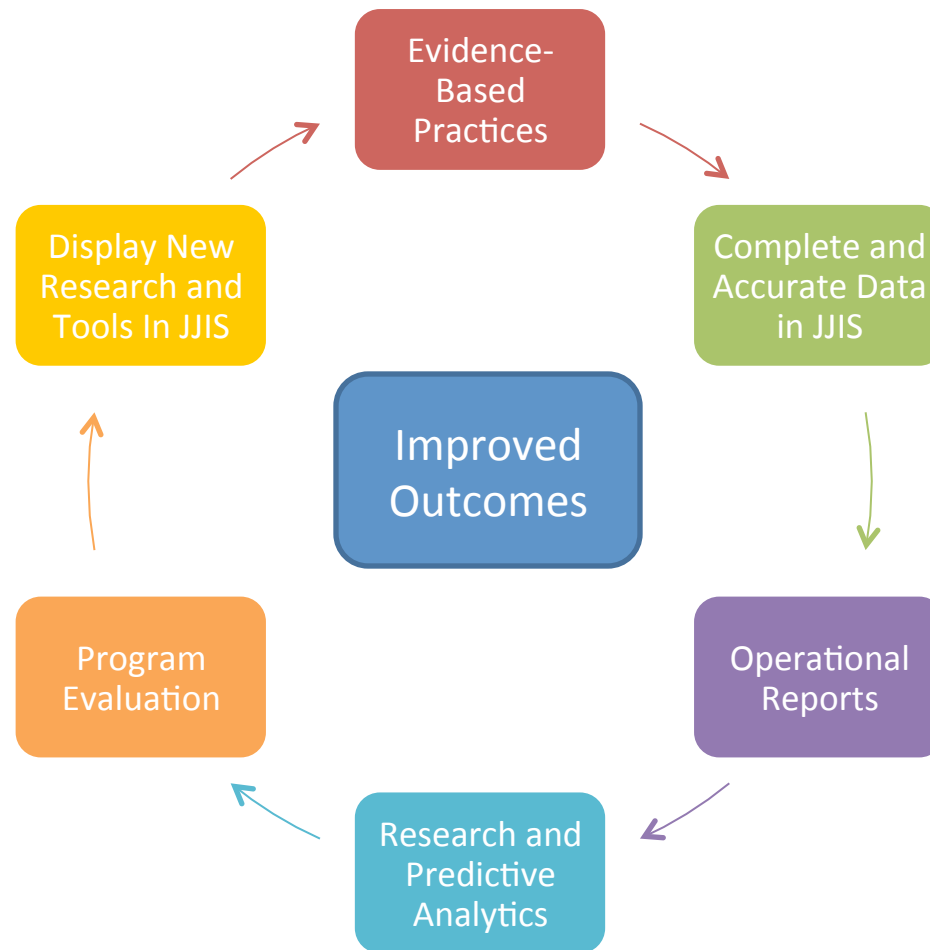 Evidence-
Based
Practices
Complete and
Accurate Data
in JJIS
Operational
Reports
Research and
Predictive
Analytics
Program
Evaluation
Display New
Research and
Tools In JJIS
Improved
Outcomes